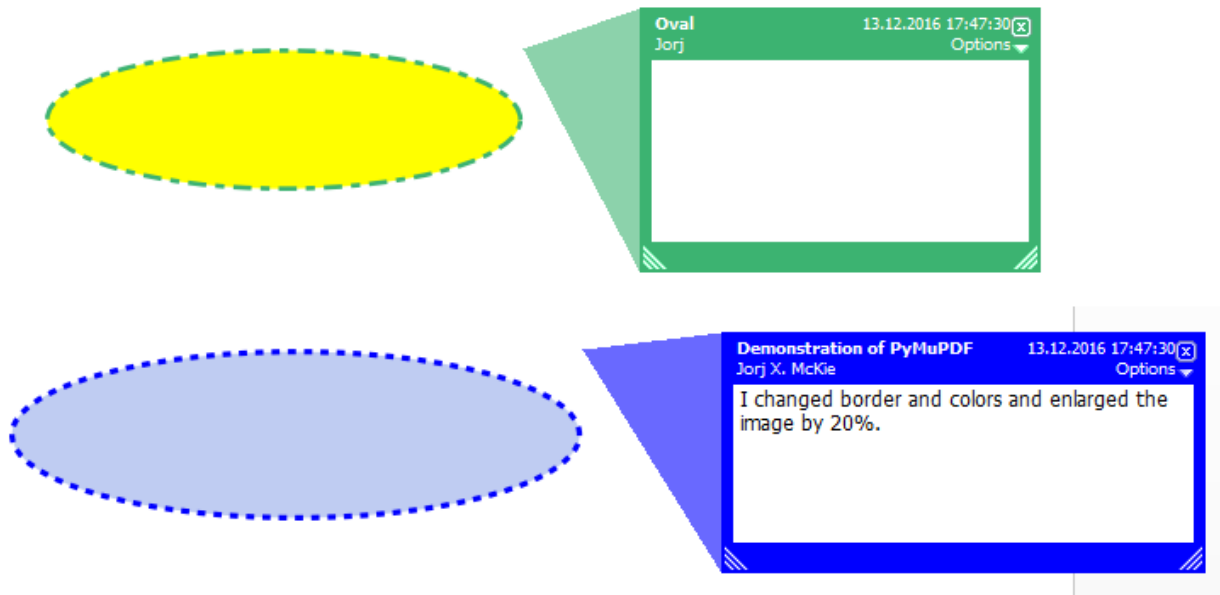 Oval 13.12.2016 17:47:30
Jorj Options
Demonstration of PyMuPDF 13.12.2016 17:47:30
Jorj X. McKie Options
I changed border and colors and enlarged the
image by 20%.